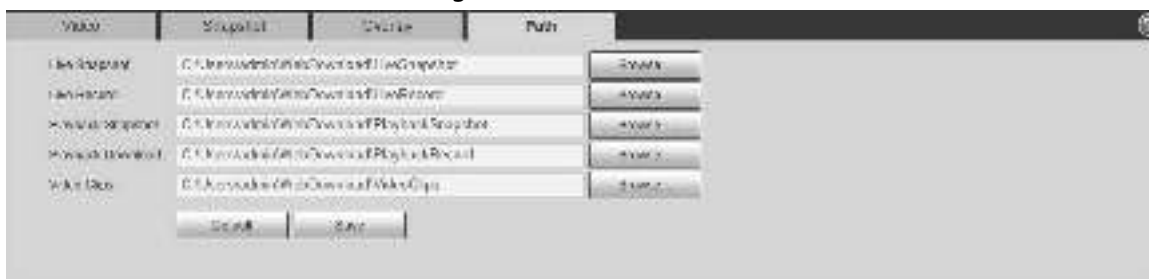 Video Snapshot Overlay Path
Live Snapshot C:\Users\admin\WebDownload\LiveSnapshot Browse...
Live Record C:\Users\admin\WebDownload\LiveRecord Browse...
Playback Snapshot C:\Users\admin\WebDownload\PlaybackSnapshot Browse...
Playback Download C:\Users\admin\WebDownload\PlaybackRecord Browse...
Video Clips C:\Users\admin\WebDownload\VideoClips Browse...
Default Save